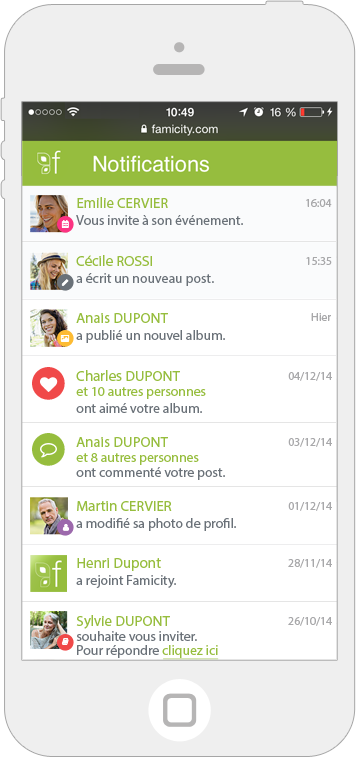 10:49
16 %
famicity.com
f Notifications
Emilie CERVIER 16:04
Vous invite à son événement.
Cécile ROSSI 15:35
a écrit un nouveau post.
Anais DUPONT Hier
a publié un nouvel album.
Charles DUPONT 04/12/14
et 10 autres personnes
ont aimé votre album.
Anais DUPONT 03/12/14
et 8 autres personnes
ont commenté votre post.
Martin CERVIER 01/12/14
a modifié sa photo de profil.
f
Henri Dupont 28/11/14
a rejoint Famicity.
Sylvie DUPONT 26/10/14
souhaite vous inviter.
Pour répondre cliquez ici